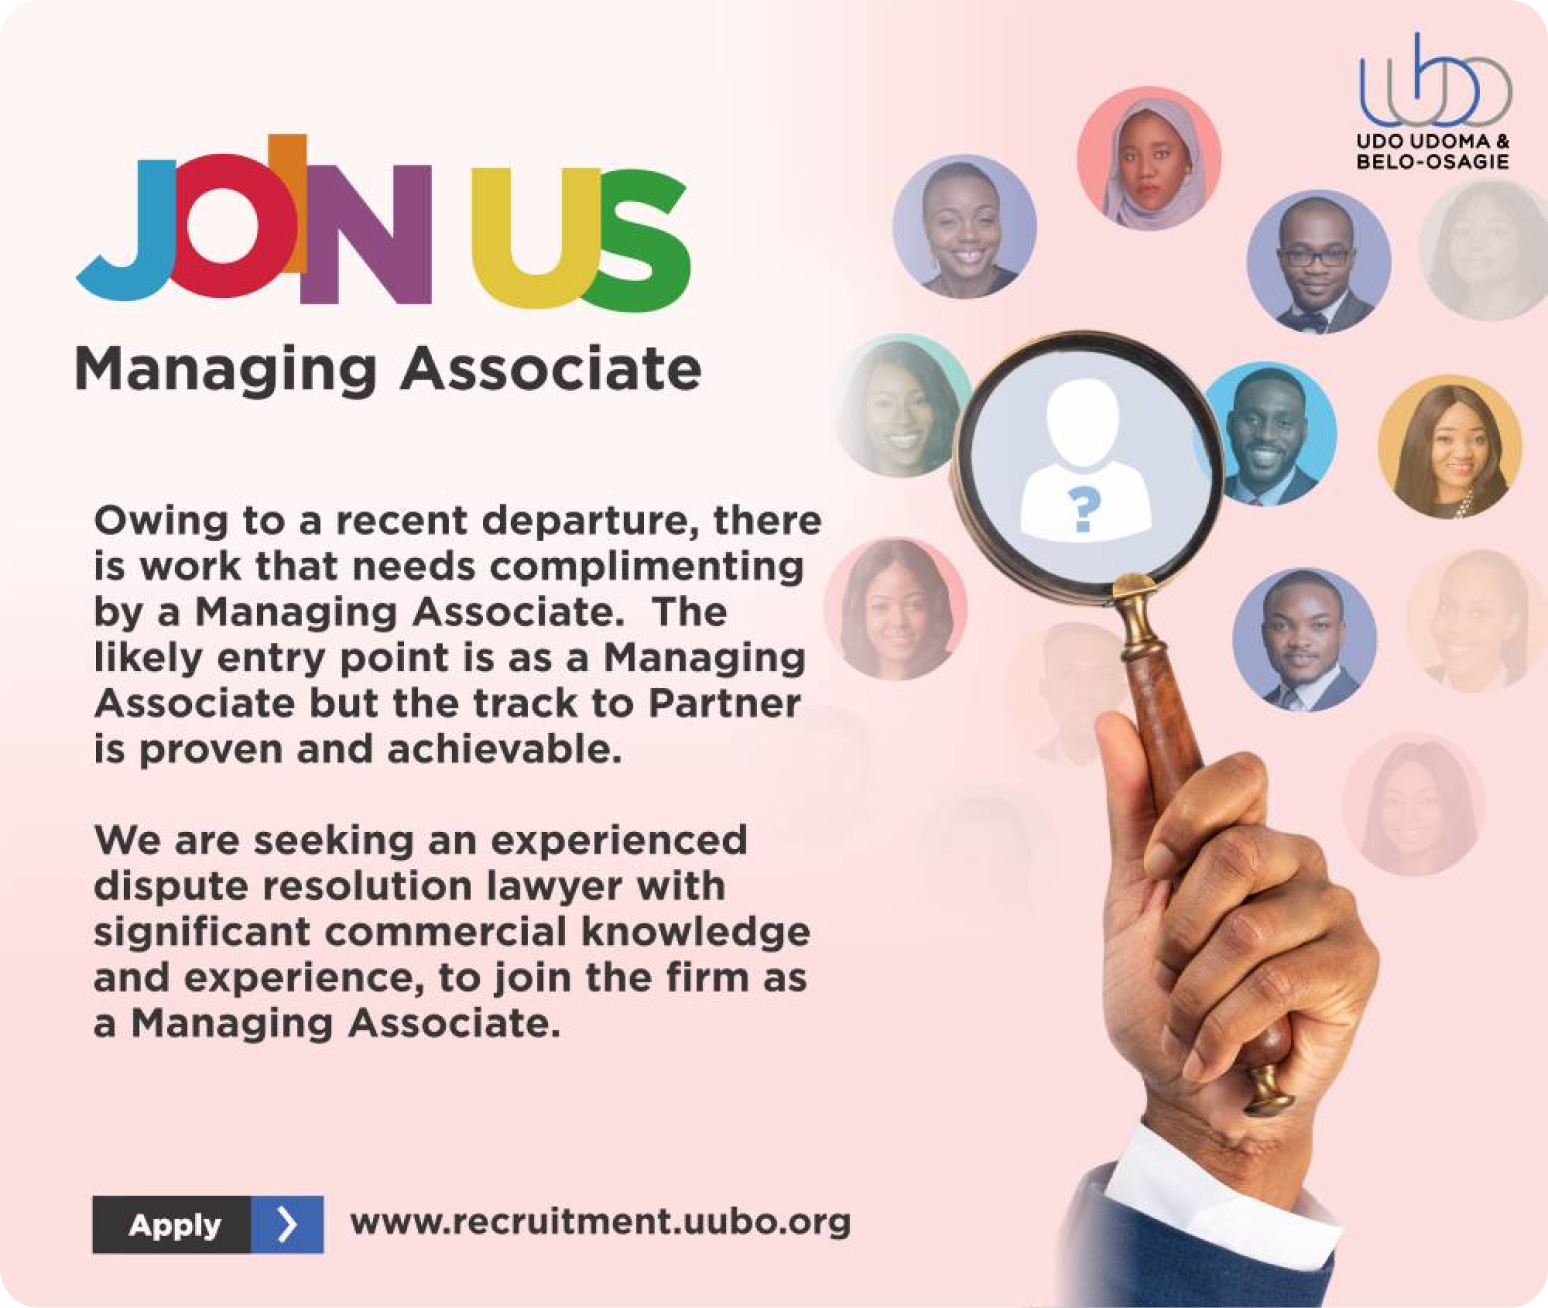 JOIN US
Managing Associate
Owing to a recent departure, there
is work that needs complimenting
by a Managing Associate.  The
likely entry point is as a Managing
Associate but the track to Partner
is proven and achievable.
We are seeking an experienced
dispute resolution lawyer with
significant commercial knowledge
and experience, to join the firm as
a Managing Associate.
Apply
www.recruitment.uubo.org
ubo
UDO UDOMA &
BELO-OSAGIE
?